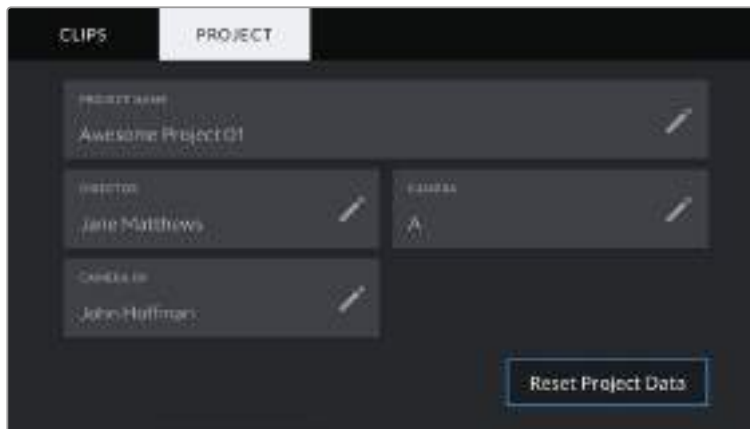 CLIPS PROJECT
PROJECT NAME
Awesome Project 01
DIRECTOR CAMERA
Jane Matthews A
CAMERA OP
John Hoffman
Reset Project Data